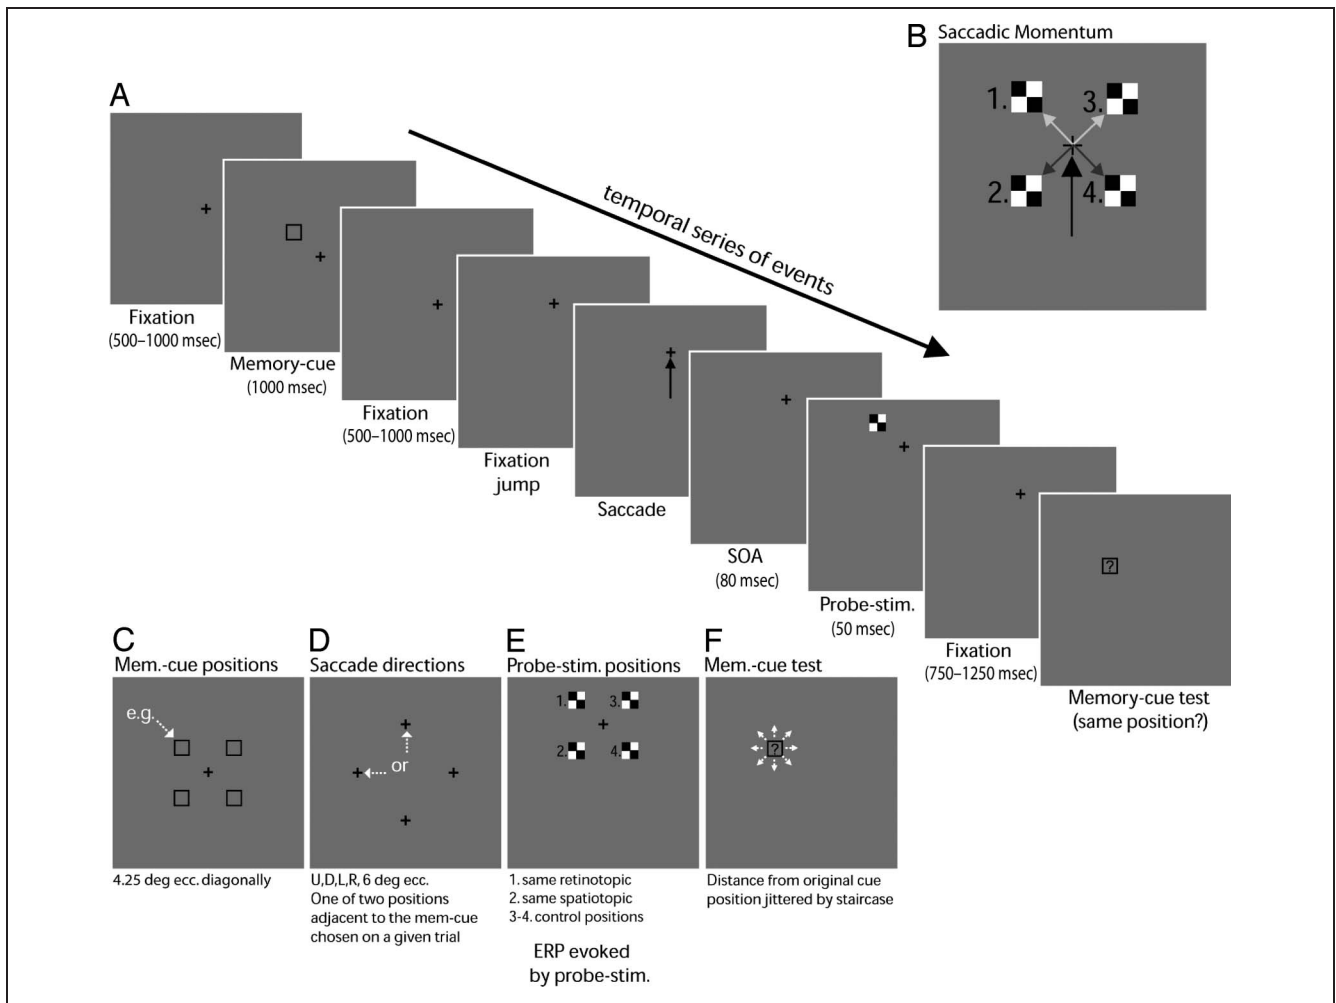 A
Fixation
(500–1000 msec)
Memory-cue
(1000 msec)
Fixation
(500–1000 msec)
Fixation
jump
Saccade
SOA
(80 msec)
Probe-stim.
(50 msec)
Fixation
(750–1250 msec)
?
Memory-cue test
(same position?)
temporal series of events
B
Saccadic Momentum
1.
3.
2.
4.
C
Mem.-cue positions
e.g.
4.25 deg ecc. diagonally
D
Saccade directions
or
U,D,L,R, 6 deg ecc.
One of two positions
adjacent to the mem-cue
chosen on a given trial
E
Probe-stim. positions
1.
3.
2.
4.
1. same retinotopic
2. same spatiotopic
3-4. control positions
ERP evoked
by probe-stim.
F
Mem.-cue test
?
Distance from original cue
position jittered by staircase